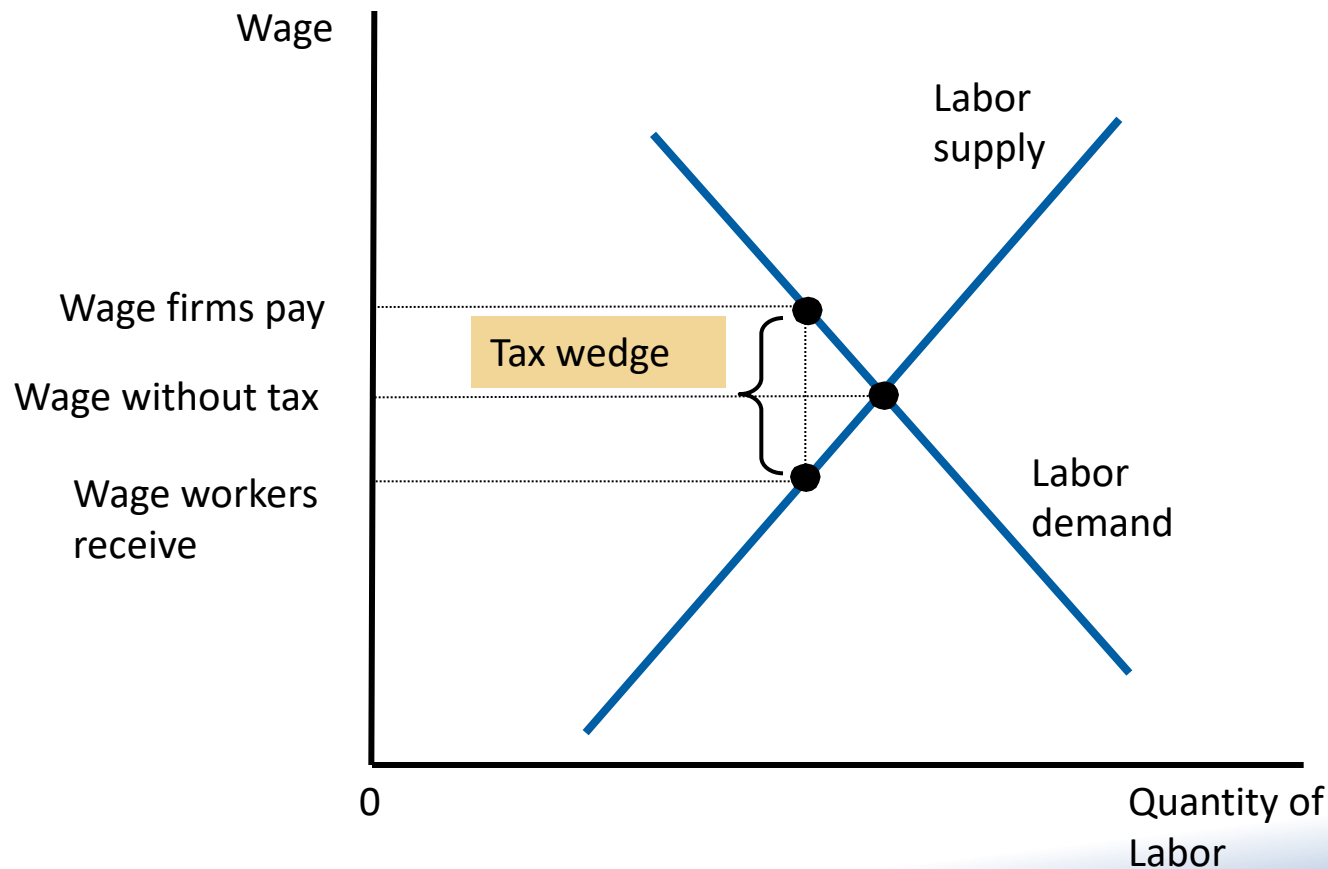 Wage
Labor
supply
Wage firms pay
Tax wedge
Wage without tax
Wage workers
receive
Labor
demand
0
Quantity of
Labor